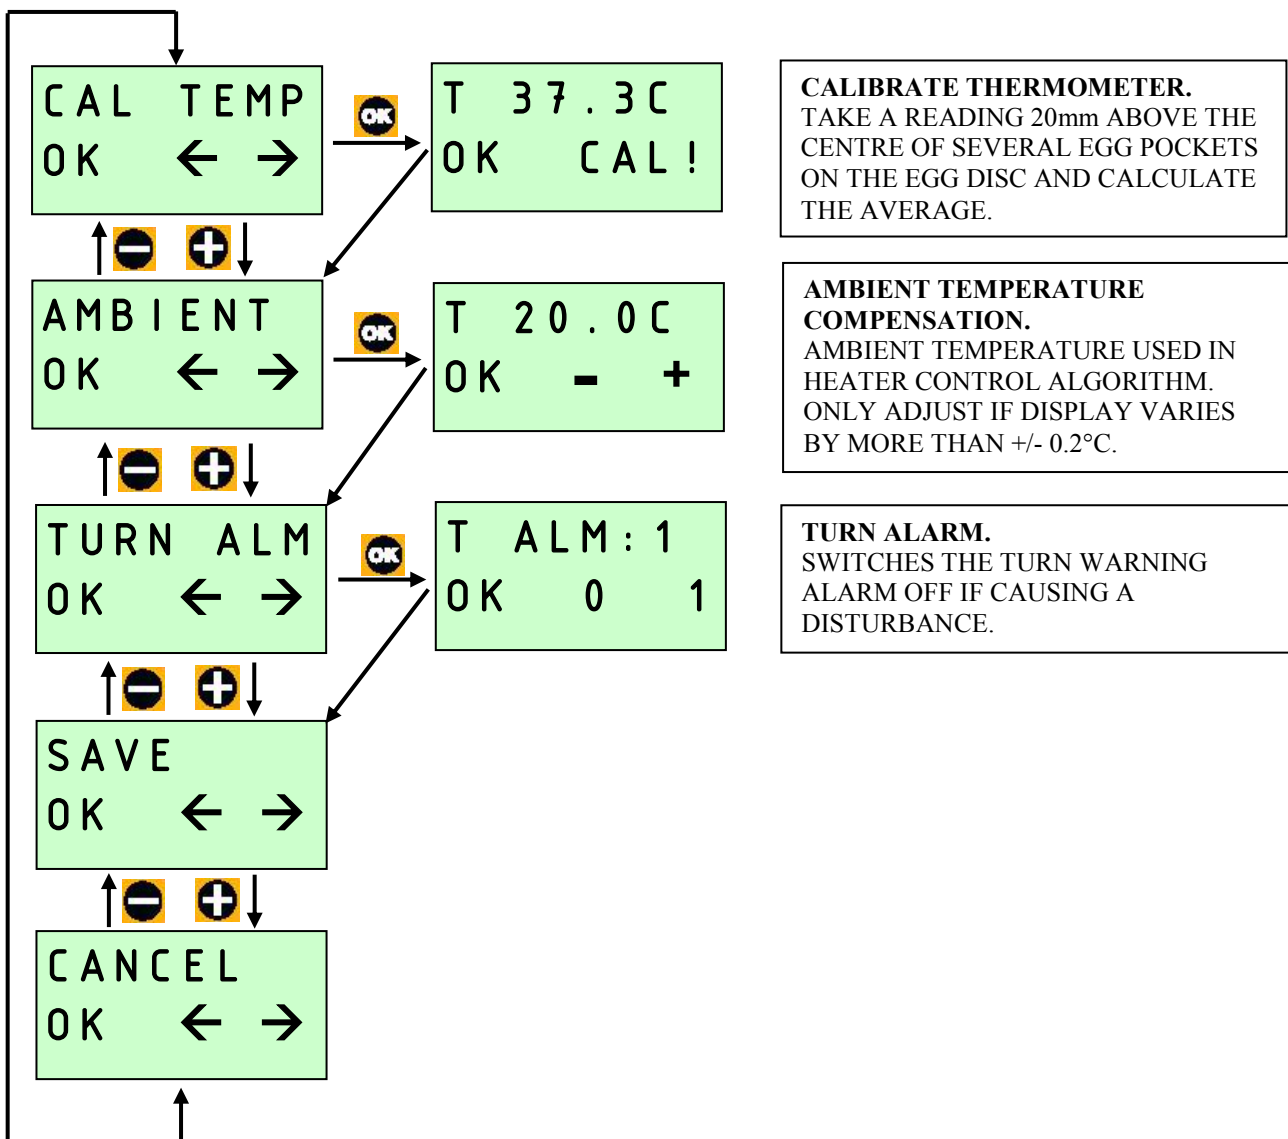 CAL TEMP
OK ← →
OK
T 37.3C
OK CAL!
CALIBRATE THERMOMETER.
TAKE A READING 20mm ABOVE THE
CENTRE OF SEVERAL EGG POCKETS
ON THE EGG DISC AND CALCULATE
THE AVERAGE.
AMBIENT
OK ← →
OK
T 20.0C
OK - +
AMBIENT TEMPERATURE
COMPENSATION.
AMBIENT TEMPERATURE USED IN
HEATER CONTROL ALGORITHM.
ONLY ADJUST IF DISPLAY VARIES
BY MORE THAN +/- 0.2°C.
TURN ALM
OK ← →
OK
T ALM:1
OK 0 1
TURN ALARM.
SWITCHES THE TURN WARNING
ALARM OFF IF CAUSING A
DISTURBANCE.
SAVE
OK ← →
CANCEL
OK ← →